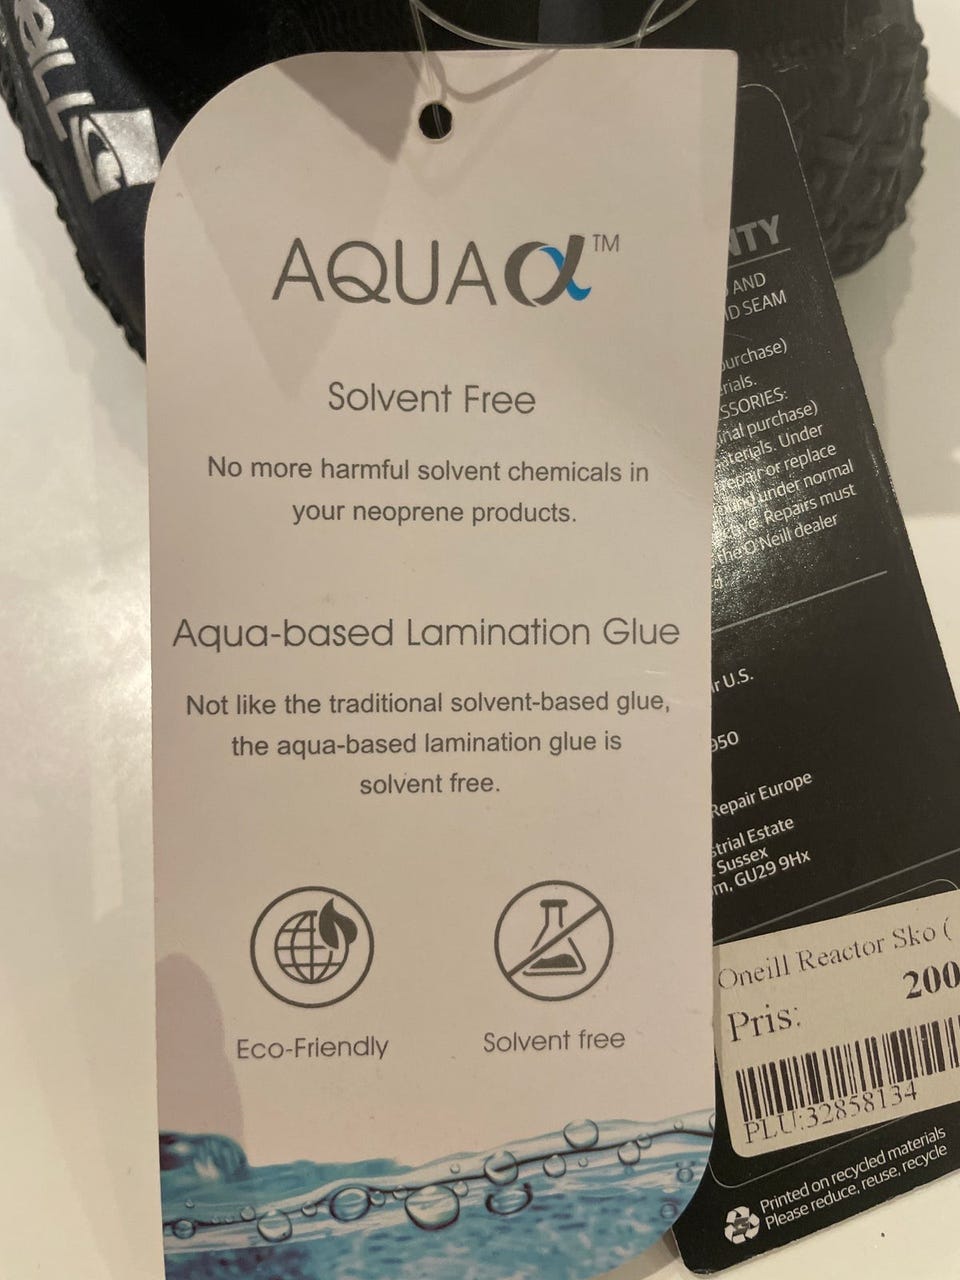 AQUAα™
Solvent Free
No more harmful solvent chemicals in
your neoprene products.
Aqua-based Lamination Glue
Not like the traditional solvent-based glue,
the aqua-based lamination glue is
solvent free.
Eco-Friendly
Solvent free
NTY
AND
D SEAM
purchase)
SSORIES:
purchase)
Under
repair or replace
under normal
Repairs must
the O'Neill dealer
r U.S.
950
Repair Europe
strial Estate
Sussex
m, GU29 9Hx
Oneill Reactor Sko (
200
Pris:
PLU:32858134
Printed on recycled materials
Please reduce, reuse, recycle